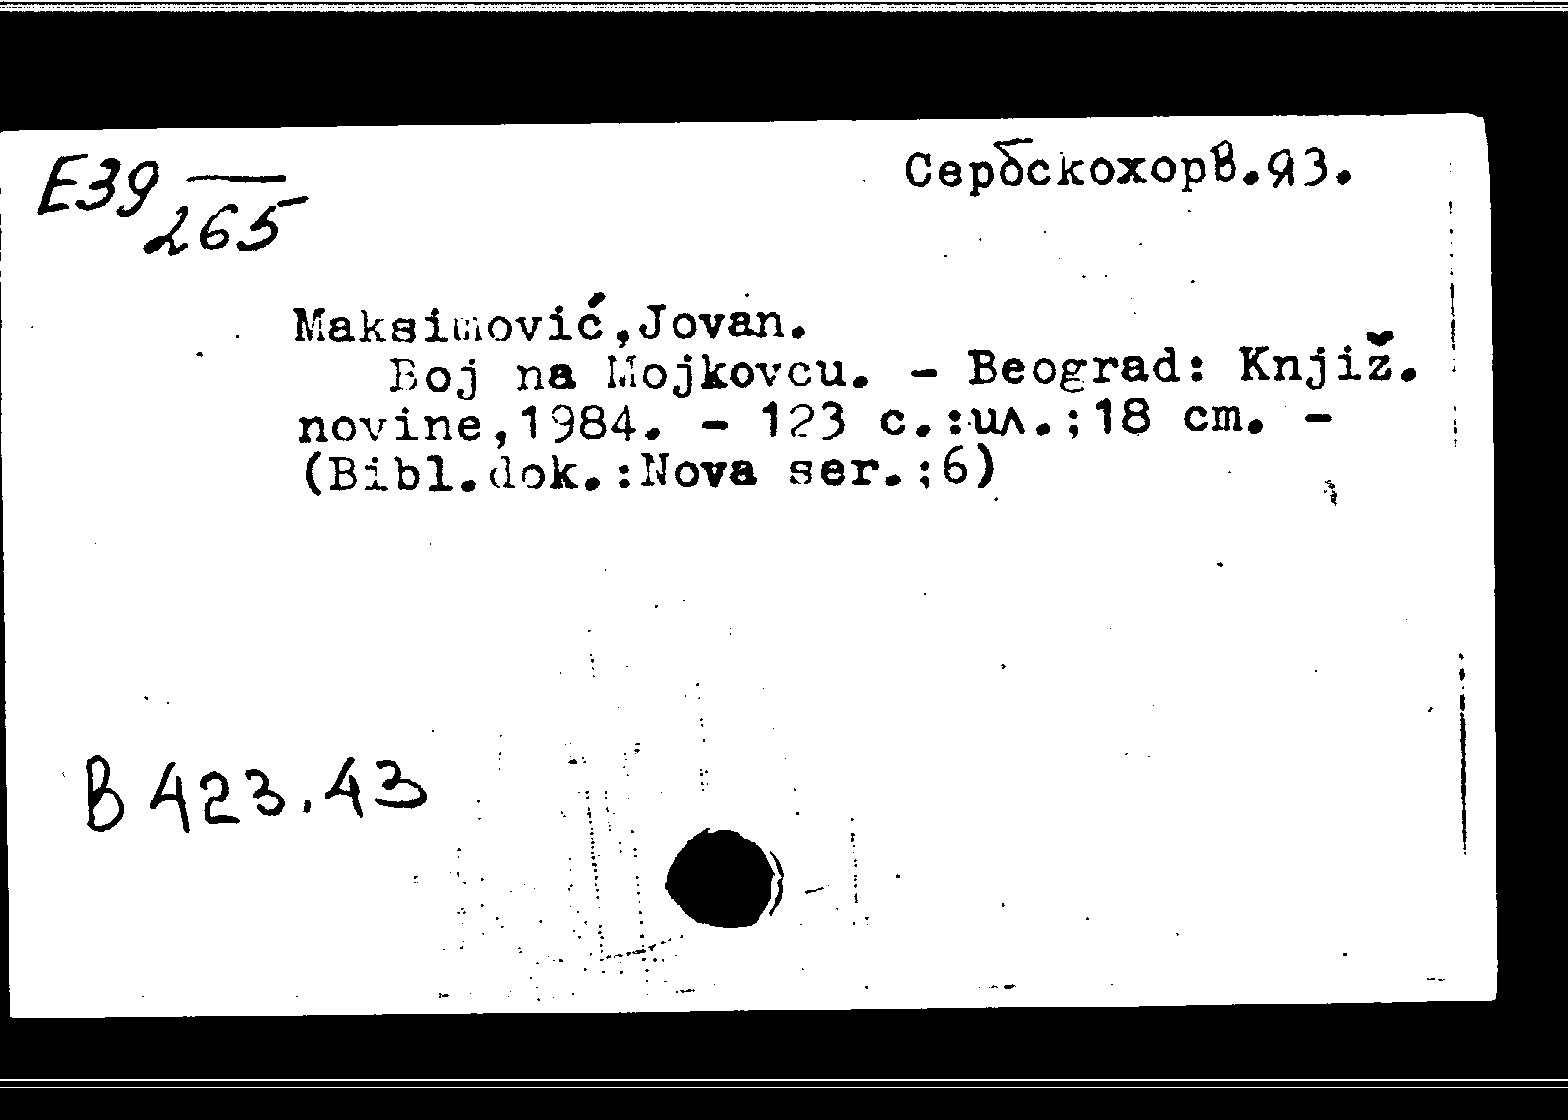 E39
265
Сербскохорв.яз.
Maksimović,Jovan.
Boj na Mojkovcu. - Beograd: Knjiž.
novine,1984. - 123 с.:ил.;18 cm. -
(Bibl.dok.:Nova ser.;6)
В 423.43